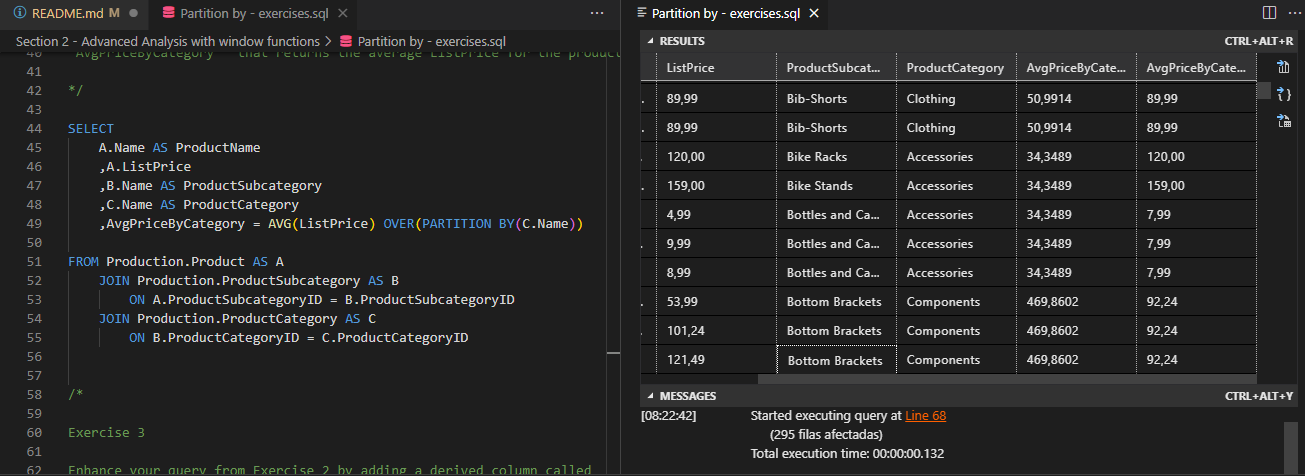 README.md M
Partition by - exercises.sql
Section 2 - Advanced Analysis with window functions > Partition by - exercises.sql
40 "AvgPriceByCategory " that returns the average ListPrice for the product
41
42 */
43
44 SELECT
45 A.Name AS ProductName
46 ,A.ListPrice
47 ,B.Name AS ProductSubcategory
48 ,C.Name AS ProductCategory
49 ,AvgPriceByCategory = AVG(ListPrice) OVER(PARTITION BY(C.Name))
50
51 FROM Production.Product AS A
52 JOIN Production.ProductSubcategory AS B
53 ON A.ProductSubcategoryID = B.ProductSubcategoryID
54 JOIN Production.ProductCategory AS C
55 ON B.ProductCategoryID = C.ProductCategoryID
56
57
58 /*
59
60 Exercise 3
61
62 Enhance your query from Exercise 2 by adding a derived column called
Partition by - exercises.sql
RESULTS CTRL+ALT+R
ListPrice ProductSubcat... ProductCategory AvgPriceByCate... AvgPriceByCate...
89,99 Bib-Shorts Clothing 50,9914 89,99
89,99 Bib-Shorts Clothing 50,9914 89,99
120,00 Bike Racks Accessories 34,3489 120,00
159,00 Bike Stands Accessories 34,3489 159,00
4,99 Bottles and Ca... Accessories 34,3489 7,99
9,99 Bottles and Ca... Accessories 34,3489 7,99
8,99 Bottles and Ca... Accessories 34,3489 7,99
53,99 Bottom Brackets Components 469,8602 92,24
101,24 Bottom Brackets Components 469,8602 92,24
121,49 Bottom Brackets Components 469,8602 92,24
MESSAGES CTRL+ALT+Y
[08:22:42] Started executing query at Line 68
(295 filas afectadas)
Total execution time: 00:00:00.132